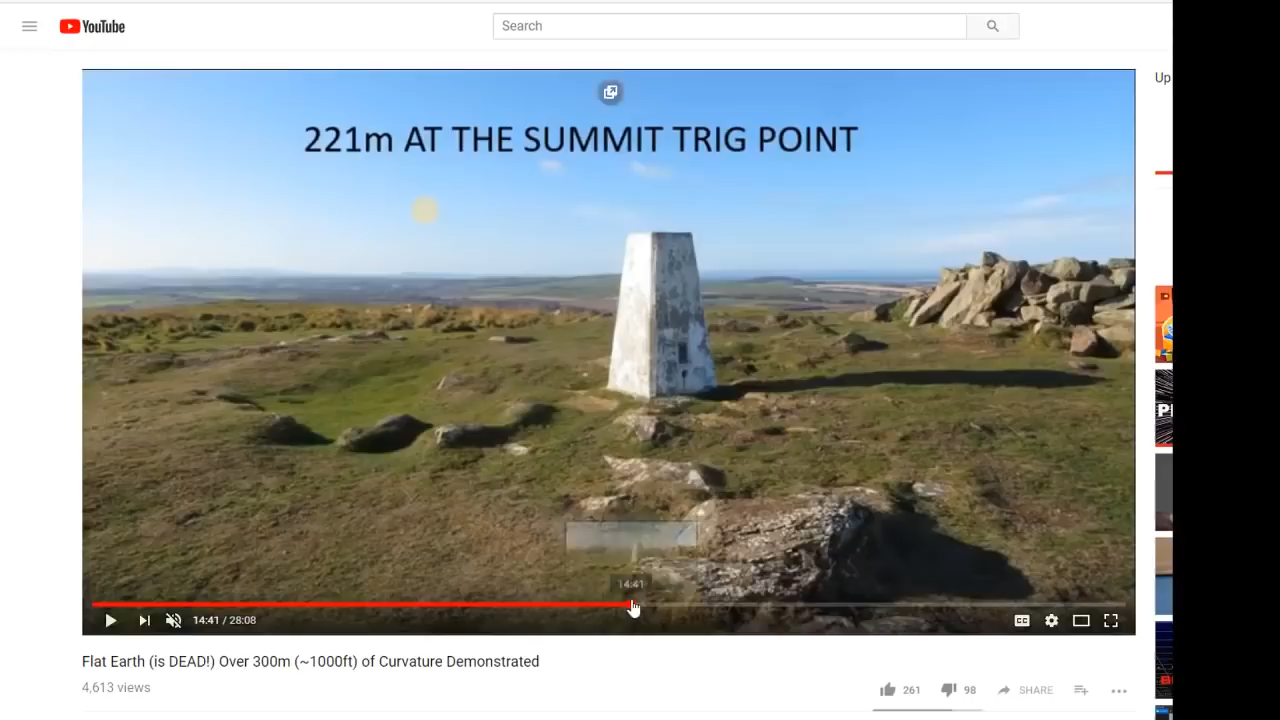 YouTube
Search
Up
221m AT THE SUMMIT TRIG POINT
14:41
14:41 / 28:08
CC
Flat Earth (is DEAD!) Over 300m (~1000ft) of Curvature Demonstrated
4,613 views
261
98
SHARE